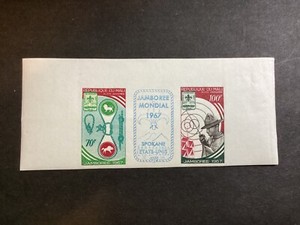 REPUBLIQUE DU MALI
70F
JAMBOREE 1967
JAMBOREE
MONDIAL
1967
SPOKANE
ETATS-UNIS
REPUBLIQUE DU MALI
100F
JAMBOREE 1967